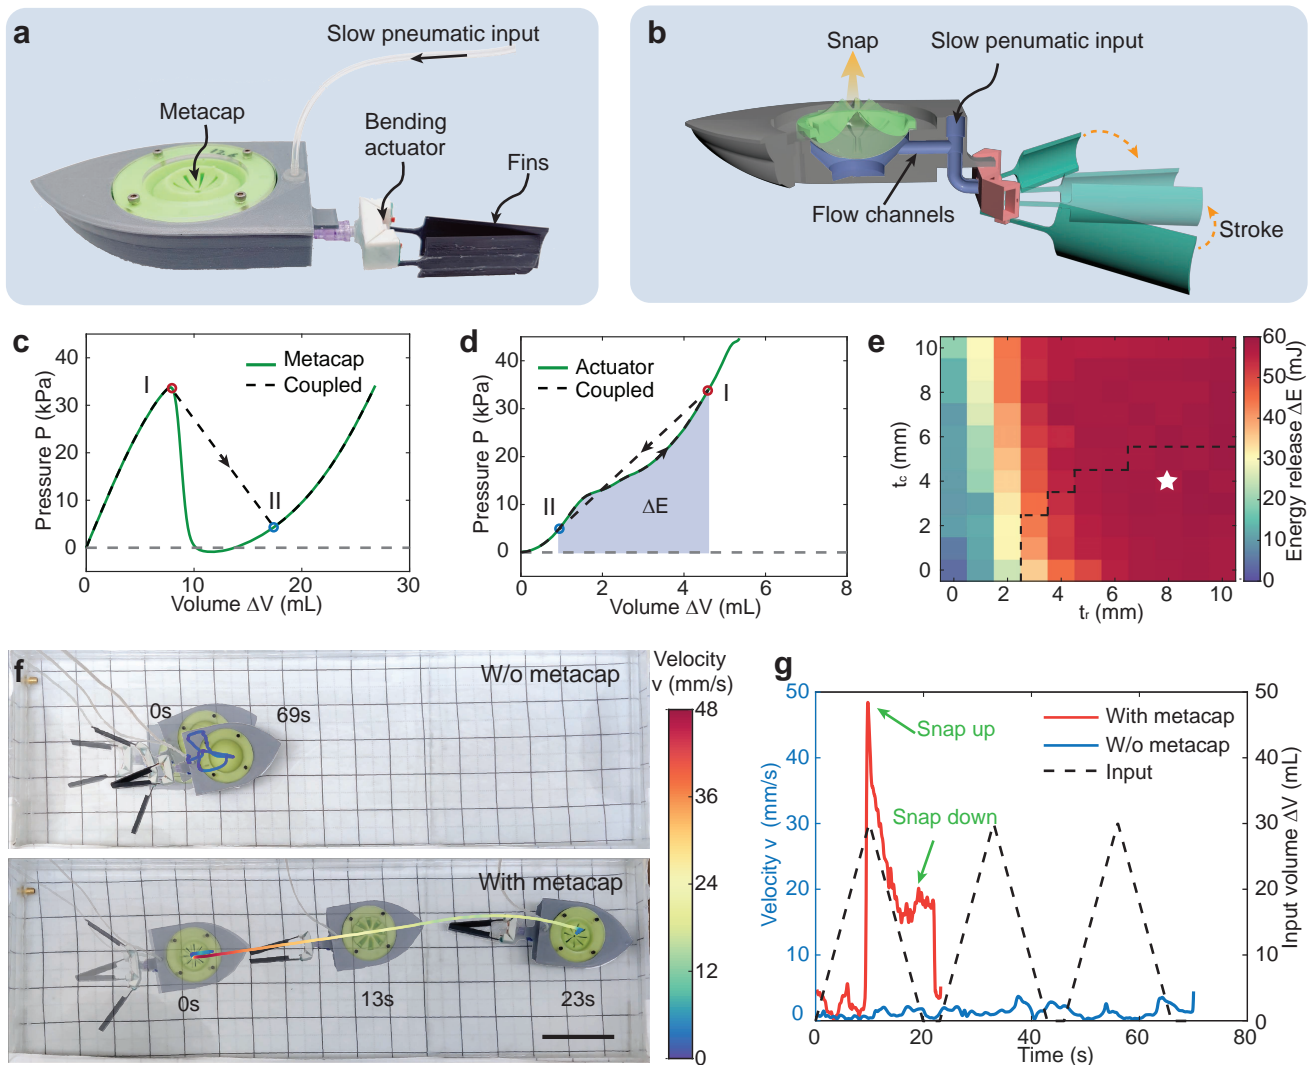 a
Slow pneumatic input
Metacap
Bending
actuator
Fins
b
Snap
Slow penumatic input
Flow channels
Stroke
c
Pressure P (kPa)
40
30
20
10
0
I
II
Metacap
Coupled
0
10
20
30
Volume ΔV (mL)
d
Pressure P (kPa)
40
30
20
10
0
Actuator
Coupled
I
II
ΔE
0
2
4
6
8
Volume ΔV (mL)
e
t_c (mm)
10
8
6
4
2
0
0
2
4
6
8
10
t_r (mm)
60
50
40
30
20
10
0
Energy release ΔE (mJ)
f
W/o metacap
0s
69s
With metacap
0s
13s
23s
Velocity
v (mm/s)
48
36
24
12
0
g
Velocity v (mm/s)
50
40
30
20
10
0
With metacap
W/o metacap
Input
Snap up
Snap down
50
40
30
20
10
0
Input volume ΔV (mL)
0
20
40
60
80
Time (s)